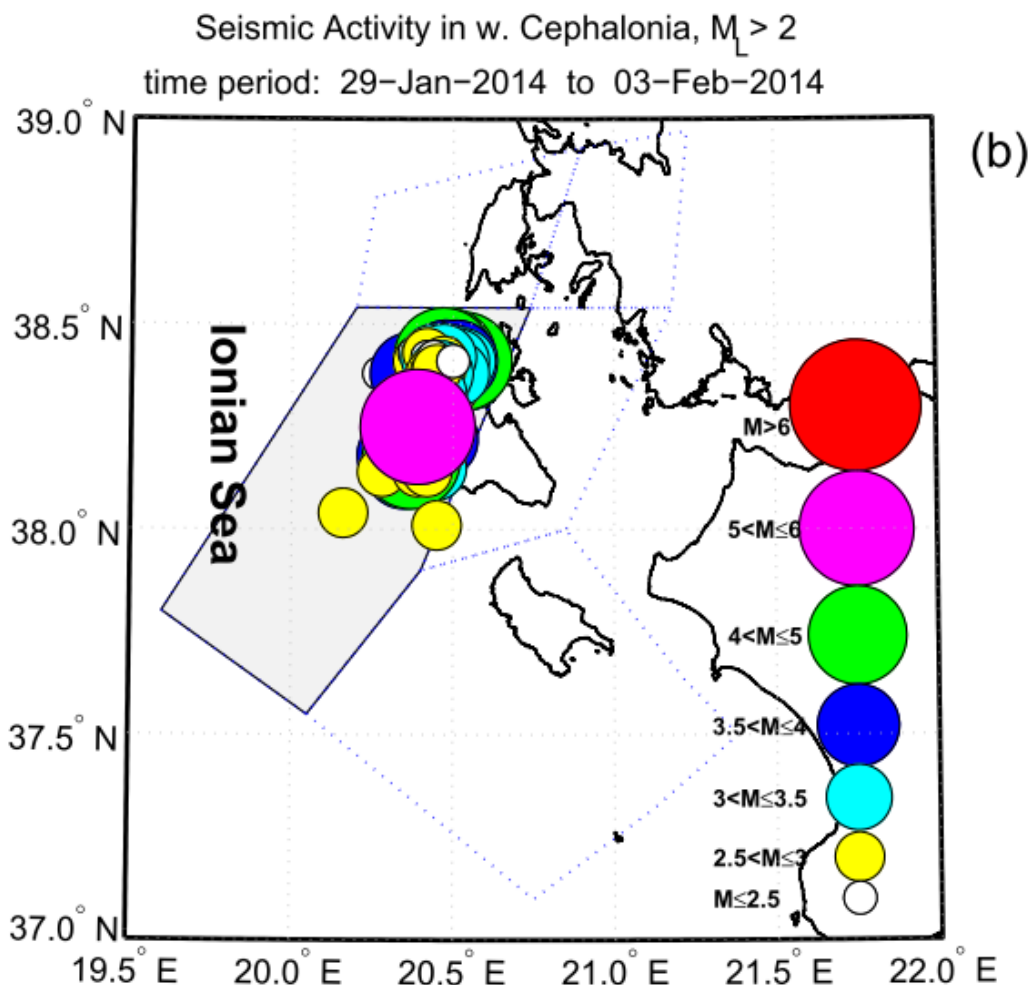 Seismic Activity in w. Cephalonia, M_L > 2
time period: 29−Jan−2014 to 03−Feb−2014
(b)
39.0° N
38.5° N
38.0° N
37.5° N
37.0° N
Ionian Sea
M>6
5<M≤6
4<M≤5
3.5<M≤4
3<M≤3.5
2.5<M≤3
M≤2.5
19.5° E 20.0° E 20.5° E 21.0° E 21.5° E 22.0° E